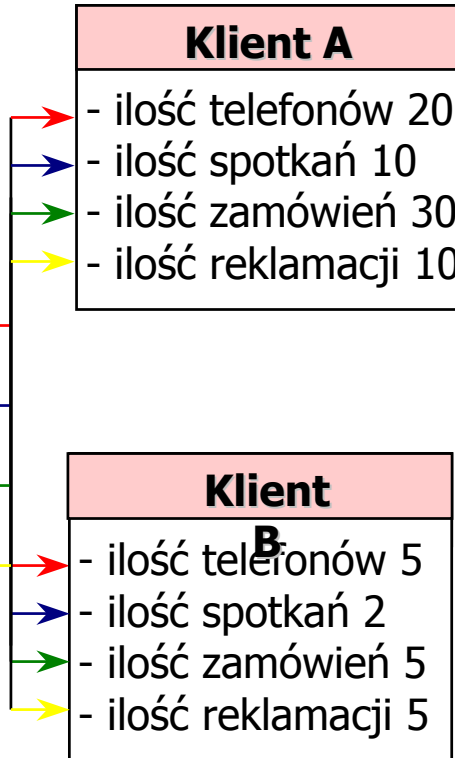 Klient A
- ilość telefonów 20
- ilość spotkań 10
- ilość zamówień 30
- ilość reklamacji 10
Klient
B
- ilość telefonów 5
- ilość spotkań 2
- ilość zamówień 5
- ilość reklamacji 5